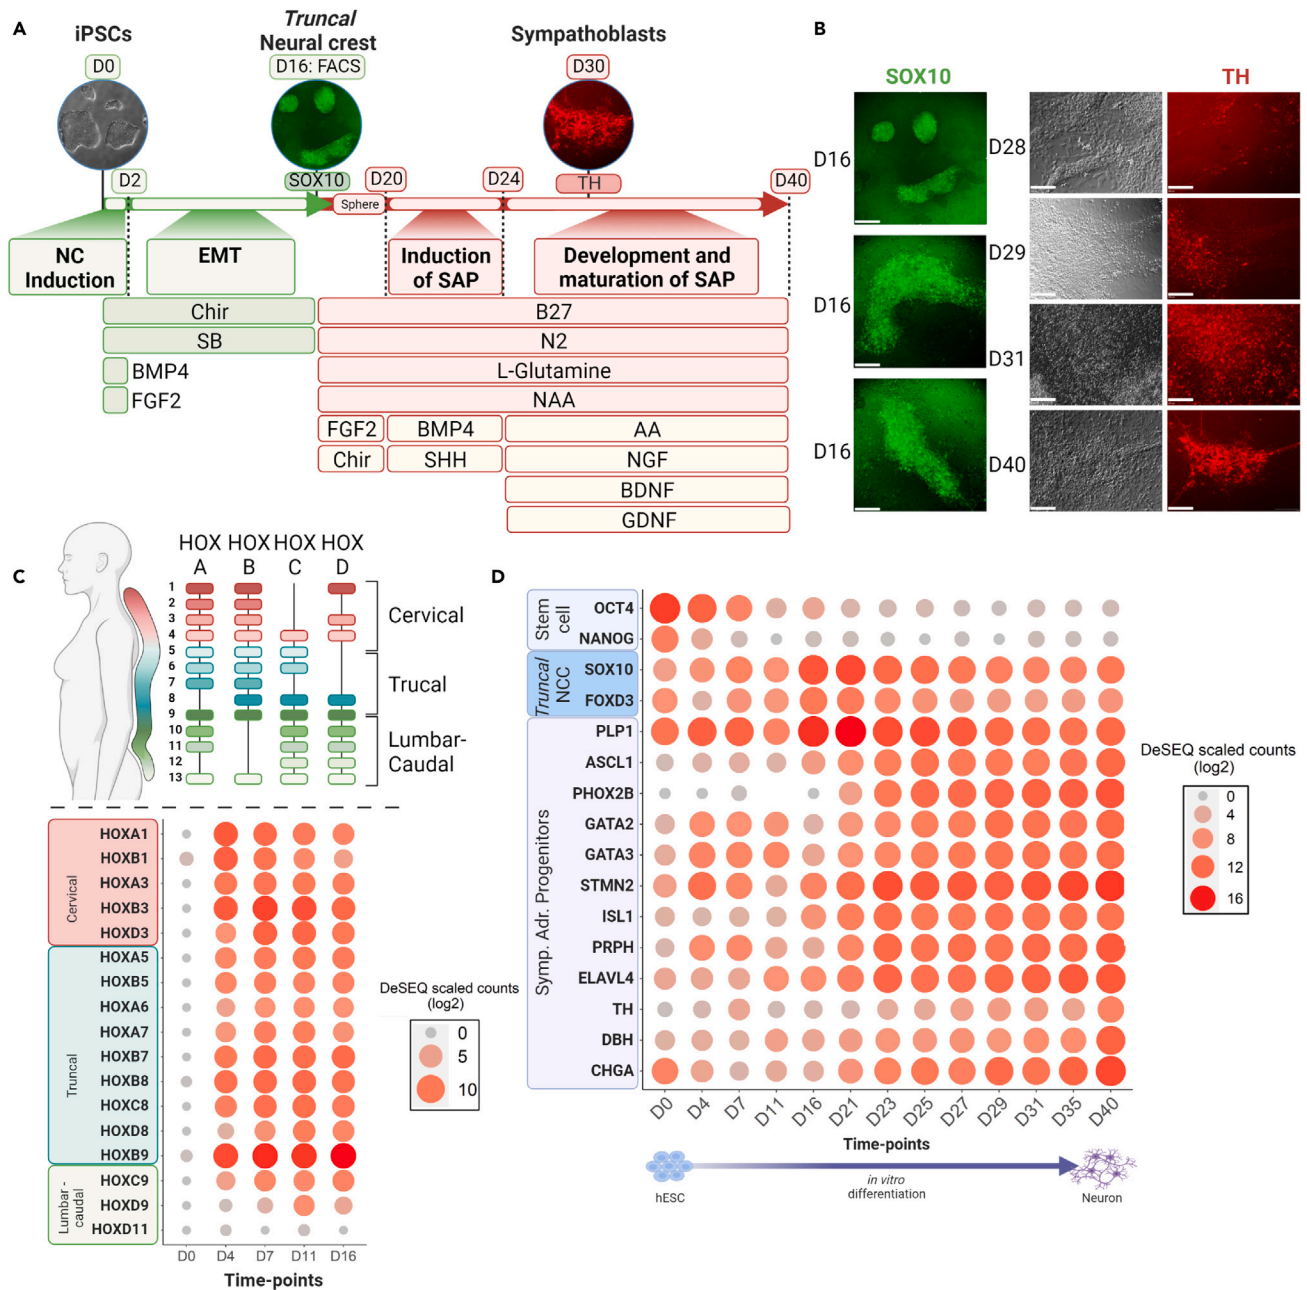 A
iPSCs
Truncal
Neural crest
Sympathoblasts
D0
D16: FACS
D30
D2
SOX10
D20
D24
TH
D40
Sphere
NC
Induction
EMT
Induction
of SAP
Development and
maturation of SAP
Chir
SB
BMP4
FGF2
B27
N2
L-Glutamine
NAA
FGF2
BMP4
AA
Chir
SHH
NGF
BDNF
GDNF
B
SOX10
TH
D16
D16
D16
D28
D29
D31
D40
C
HOX HOX HOX HOX
A B C D
1
2
3
4
5
6
7
8
9
10
11
12
13
Cervical
Trucal
Lumbar-
Caudal
Cervical
HOXA1
HOXB1
HOXA3
HOXB3
HOXD3
Truncal
HOXA5
HOXB5
HOXA6
HOXA7
HOXB7
HOXB8
HOXC8
HOXD8
HOXB9
Lumbar -
caudal
HOXC9
HOXD9
HOXD11
D0 D4 D7 D11 D16
Time-points
DeSEQ scaled counts
(log2)
0
5
10
D
Stem
cell
OCT4
NANOG
Truncal
NCC
SOX10
FOXD3
Symp. Adr. Progenitors
PLP1
ASCL1
PHOX2B
GATA2
GATA3
STMN2
ISL1
PRPH
ELAVL4
TH
DBH
CHGA
D0 D4 D7 D11 D16 D21 D23 D25 D27 D29 D31 D35 D40
Time-points
hESC
in vitro
differentiation
Neuron
DeSEQ scaled counts
(log2)
0
4
8
12
16